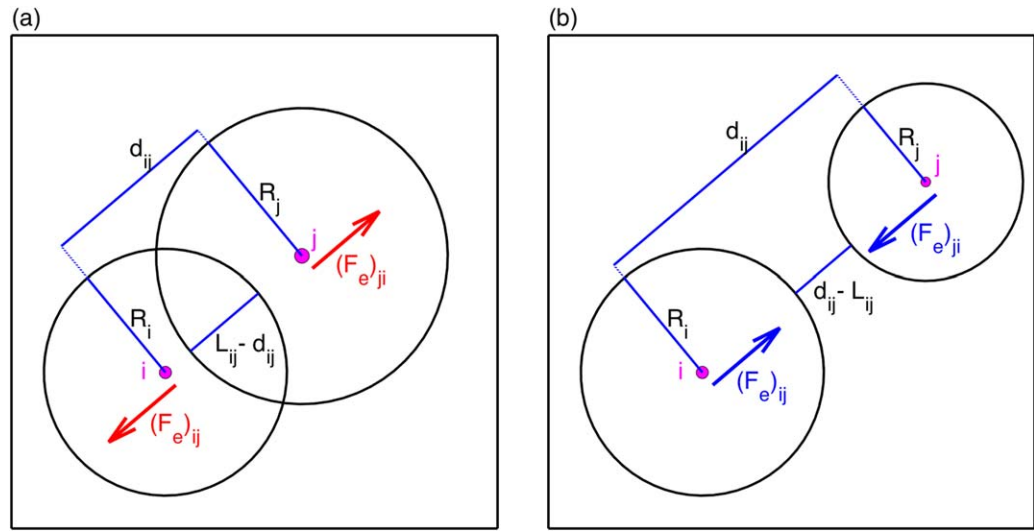 (a)
d_ij
R_j
j
(F_e)_ji
R_i
L_ij - d_ij
i
(F_e)_ij
(b)
d_ij
R_j
j
(F_e)_ji
d_ij - L_ij
R_i
i
(F_e)_ij